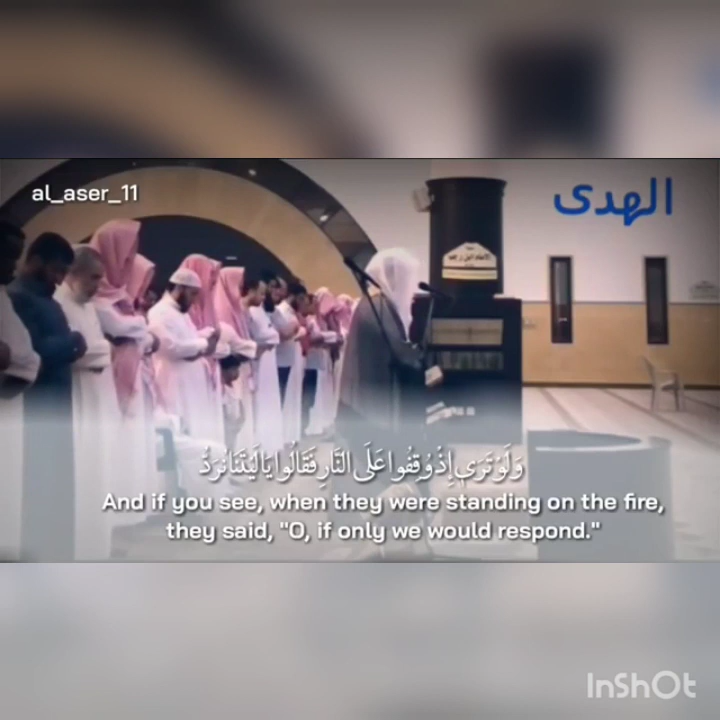 al_aser_11
الهدى
وَلَوْ تَرَىٰ إِذْ وُقِفُوا عَلَى النَّارِ فَقَالُوا يَا لَيْتَنَا نُرَدُّ
And if you see, when they were standing on the fire,
they said, "O, if only we would respond."
InShOt